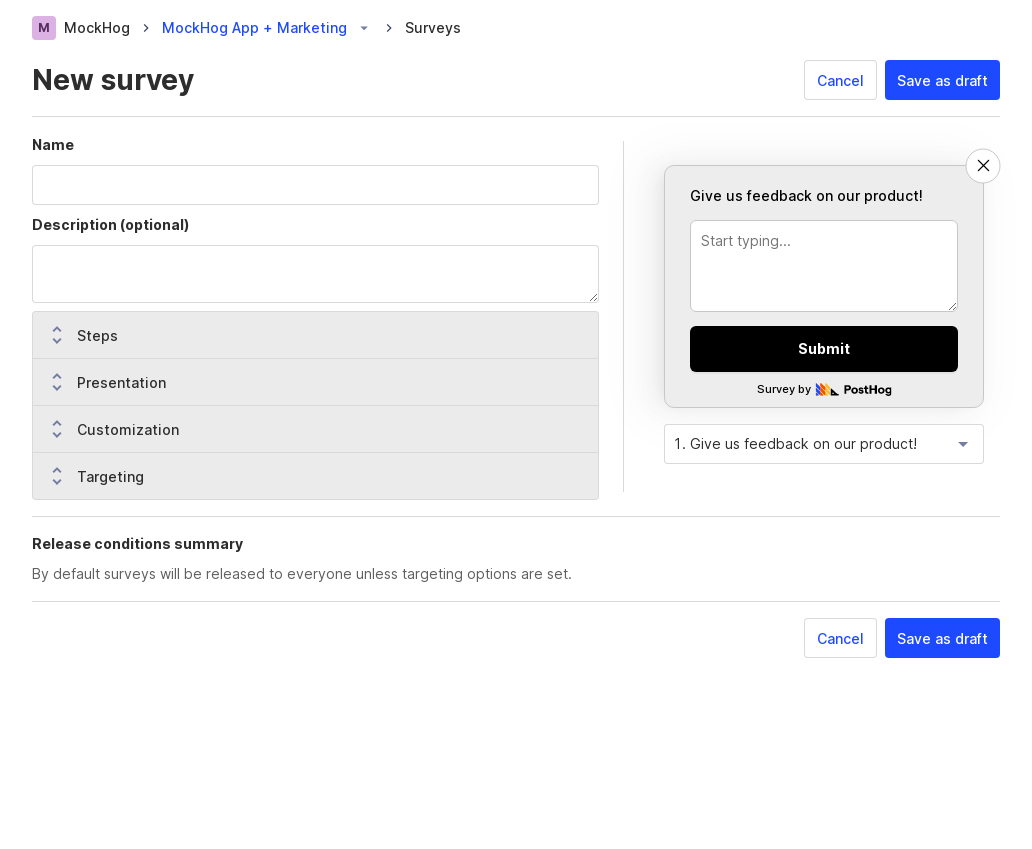 M MockHog MockHog App + Marketing Surveys
New survey
Cancel Save as draft
Name
Description (optional)
Steps
Presentation
Customization
Targeting
Give us feedback on our product!
Start typing...
Submit
Survey by PostHog
1. Give us feedback on our product!
Release conditions summary
By default surveys will be released to everyone unless targeting options are set.
Cancel Save as draft